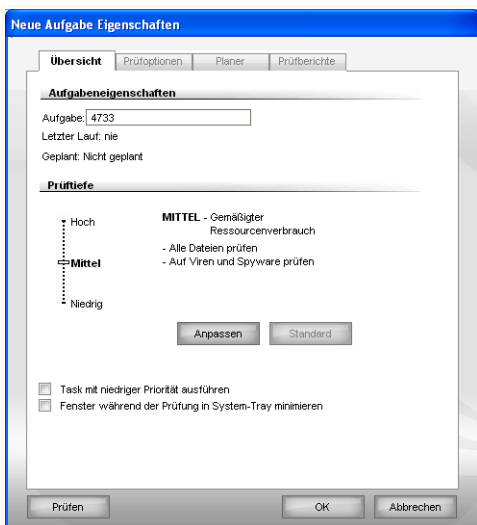 Neue Aufgabe Eigenschaften
Übersicht Prüfoptionen Planer Prüfberichte
Aufgabeneigenschaften
Aufgabe: 4733
Letzter Lauf: nie
Geplant: Nicht geplant
Prüftiefe
Hoch
Mittel
Niedrig
MITTEL - Gemäßigter
Ressourcenverbrauch
- Alle Dateien prüfen
- Auf Viren und Spyware prüfen
Anpassen Standard
Task mit niedriger Priorität ausführen
Fenster während der Prüfung in System-Tray minimieren
Prüfen OK Abbrechen